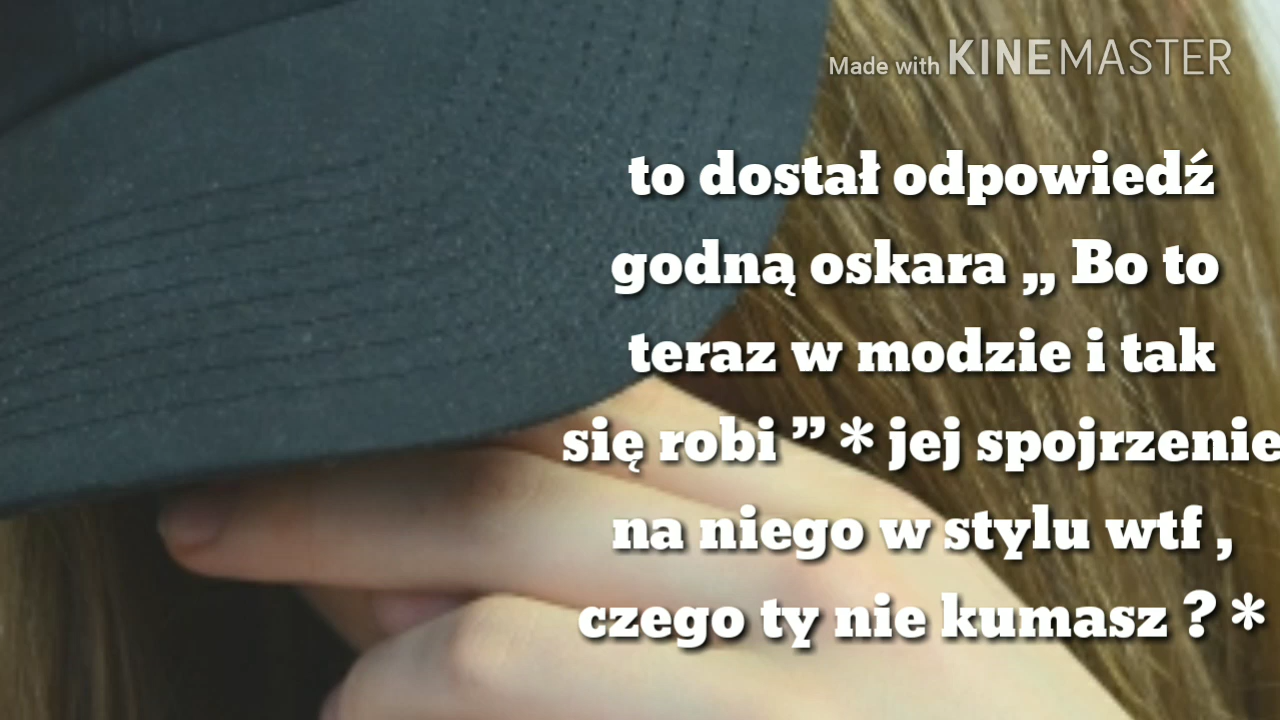 Made with KINEMASTER
to dostał odpowiedź
godną oskara „ Bo to
teraz w modzie i tak
się robi ” * jej spojrzenie
na niego w stylu wtf ,
czego ty nie kumasz ? *